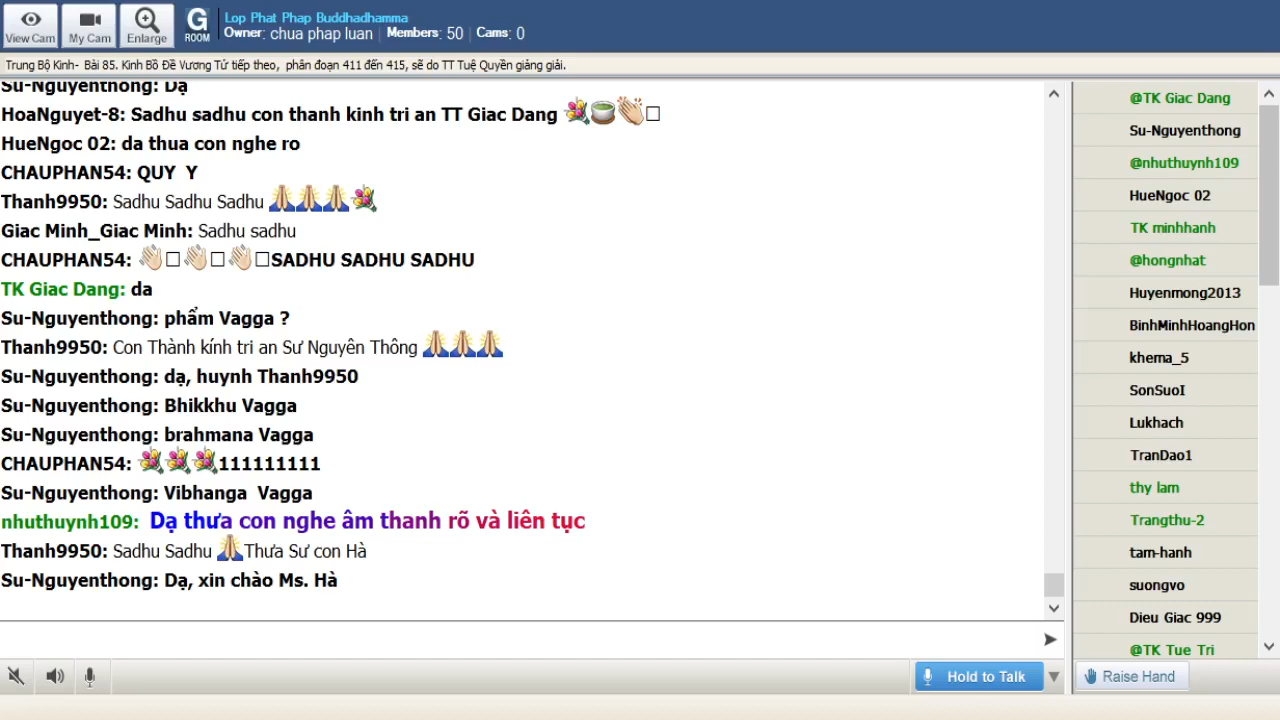 View Cam
My Cam
Enlarge
G
ROOM
Lop Phat Phap Buddhadhamma
Owner: chua phap luan | Members: 50 | Cams: 0
Trung Bộ Kinh- Bài 85. Kinh Bồ Đề Vương Tử tiếp theo, phân đoạn 411 đến 415, sẽ do TT Tuệ Quyền giảng giải.
Su-Nguyenthong: Dạ
HoaNguyet-8: Sadhu sadhu con thanh kinh tri an TT Giac Dang
HueNgoc 02: da thua con nghe ro
CHAUPHAN54: QUY Y
Thanh9950: Sadhu Sadhu Sadhu
Giac Minh_Giac Minh: Sadhu sadhu
CHAUPHAN54: SADHU SADHU SADHU
TK Giac Dang: da
Su-Nguyenthong: phẩm Vagga ?
Thanh9950: Con Thành kính tri an Sư Nguyên Thông
Su-Nguyenthong: dạ, huynh Thanh9950
Su-Nguyenthong: Bhikkhu Vagga
Su-Nguyenthong: brahmana Vagga
CHAUPHAN54: 111111111
Su-Nguyenthong: Vibhanga Vagga
nhuthuynh109: Dạ thưa con nghe âm thanh rõ và liên tục
Thanh9950: Sadhu Sadhu Thưa Sư con Hà
Su-Nguyenthong: Dạ, xin chào Ms. Hà
@TK Giac Dang
Su-Nguyenthong
@nhuthuynh109
HueNgoc 02
TK minhhanh
@hongnhat
Huyenmong2013
BinhMinhHoangHon
khema_5
SonSuoI
Lukhach
TranDao1
thy lam
Trangthu-2
tam-hanh
suongvo
Dieu Giac 999
@TK Tue Tri
Hold to Talk
Raise Hand